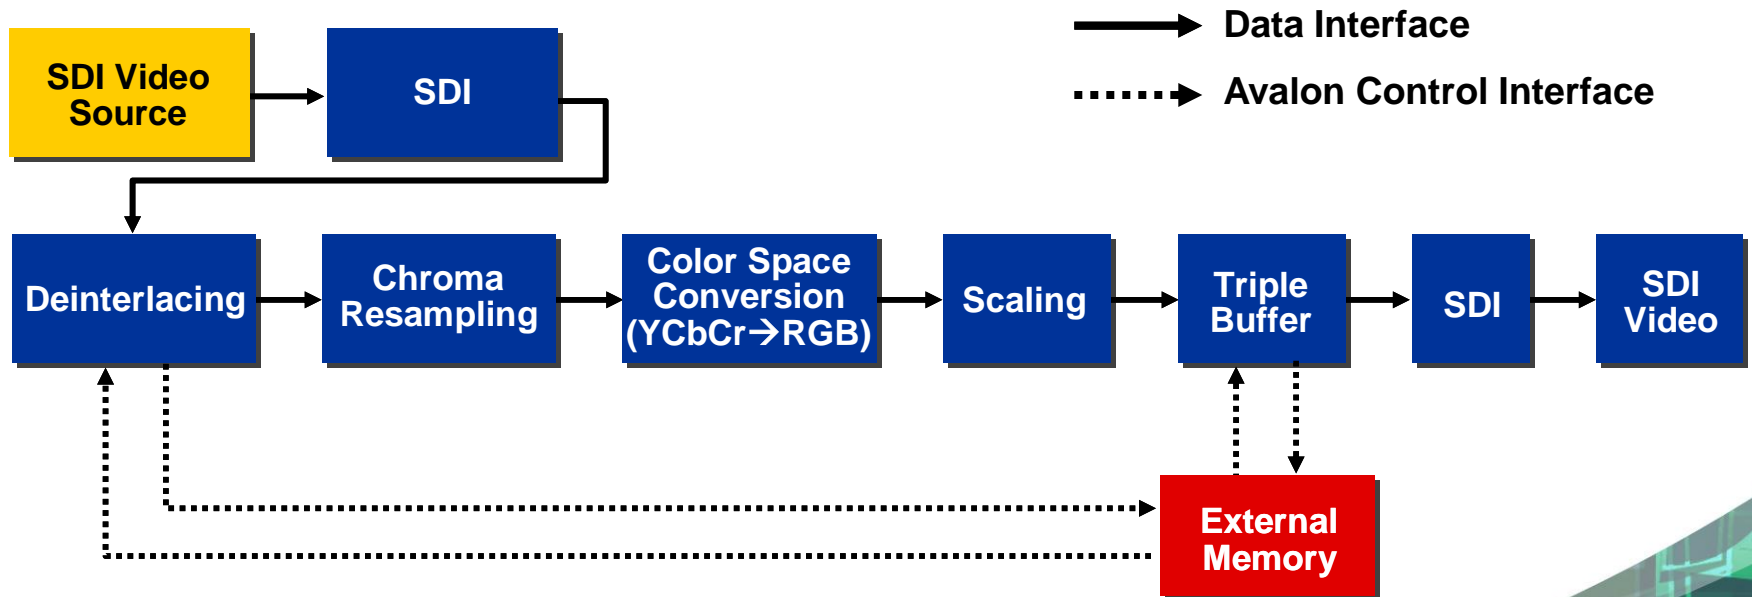 Data Interface
Avalon Control Interface
SDI Video
Source
SDI
Deinterlacing
Chroma
Resampling
Color Space
Conversion
(YCbCr→RGB)
Scaling
Triple
Buffer
SDI
SDI
Video
External
Memory